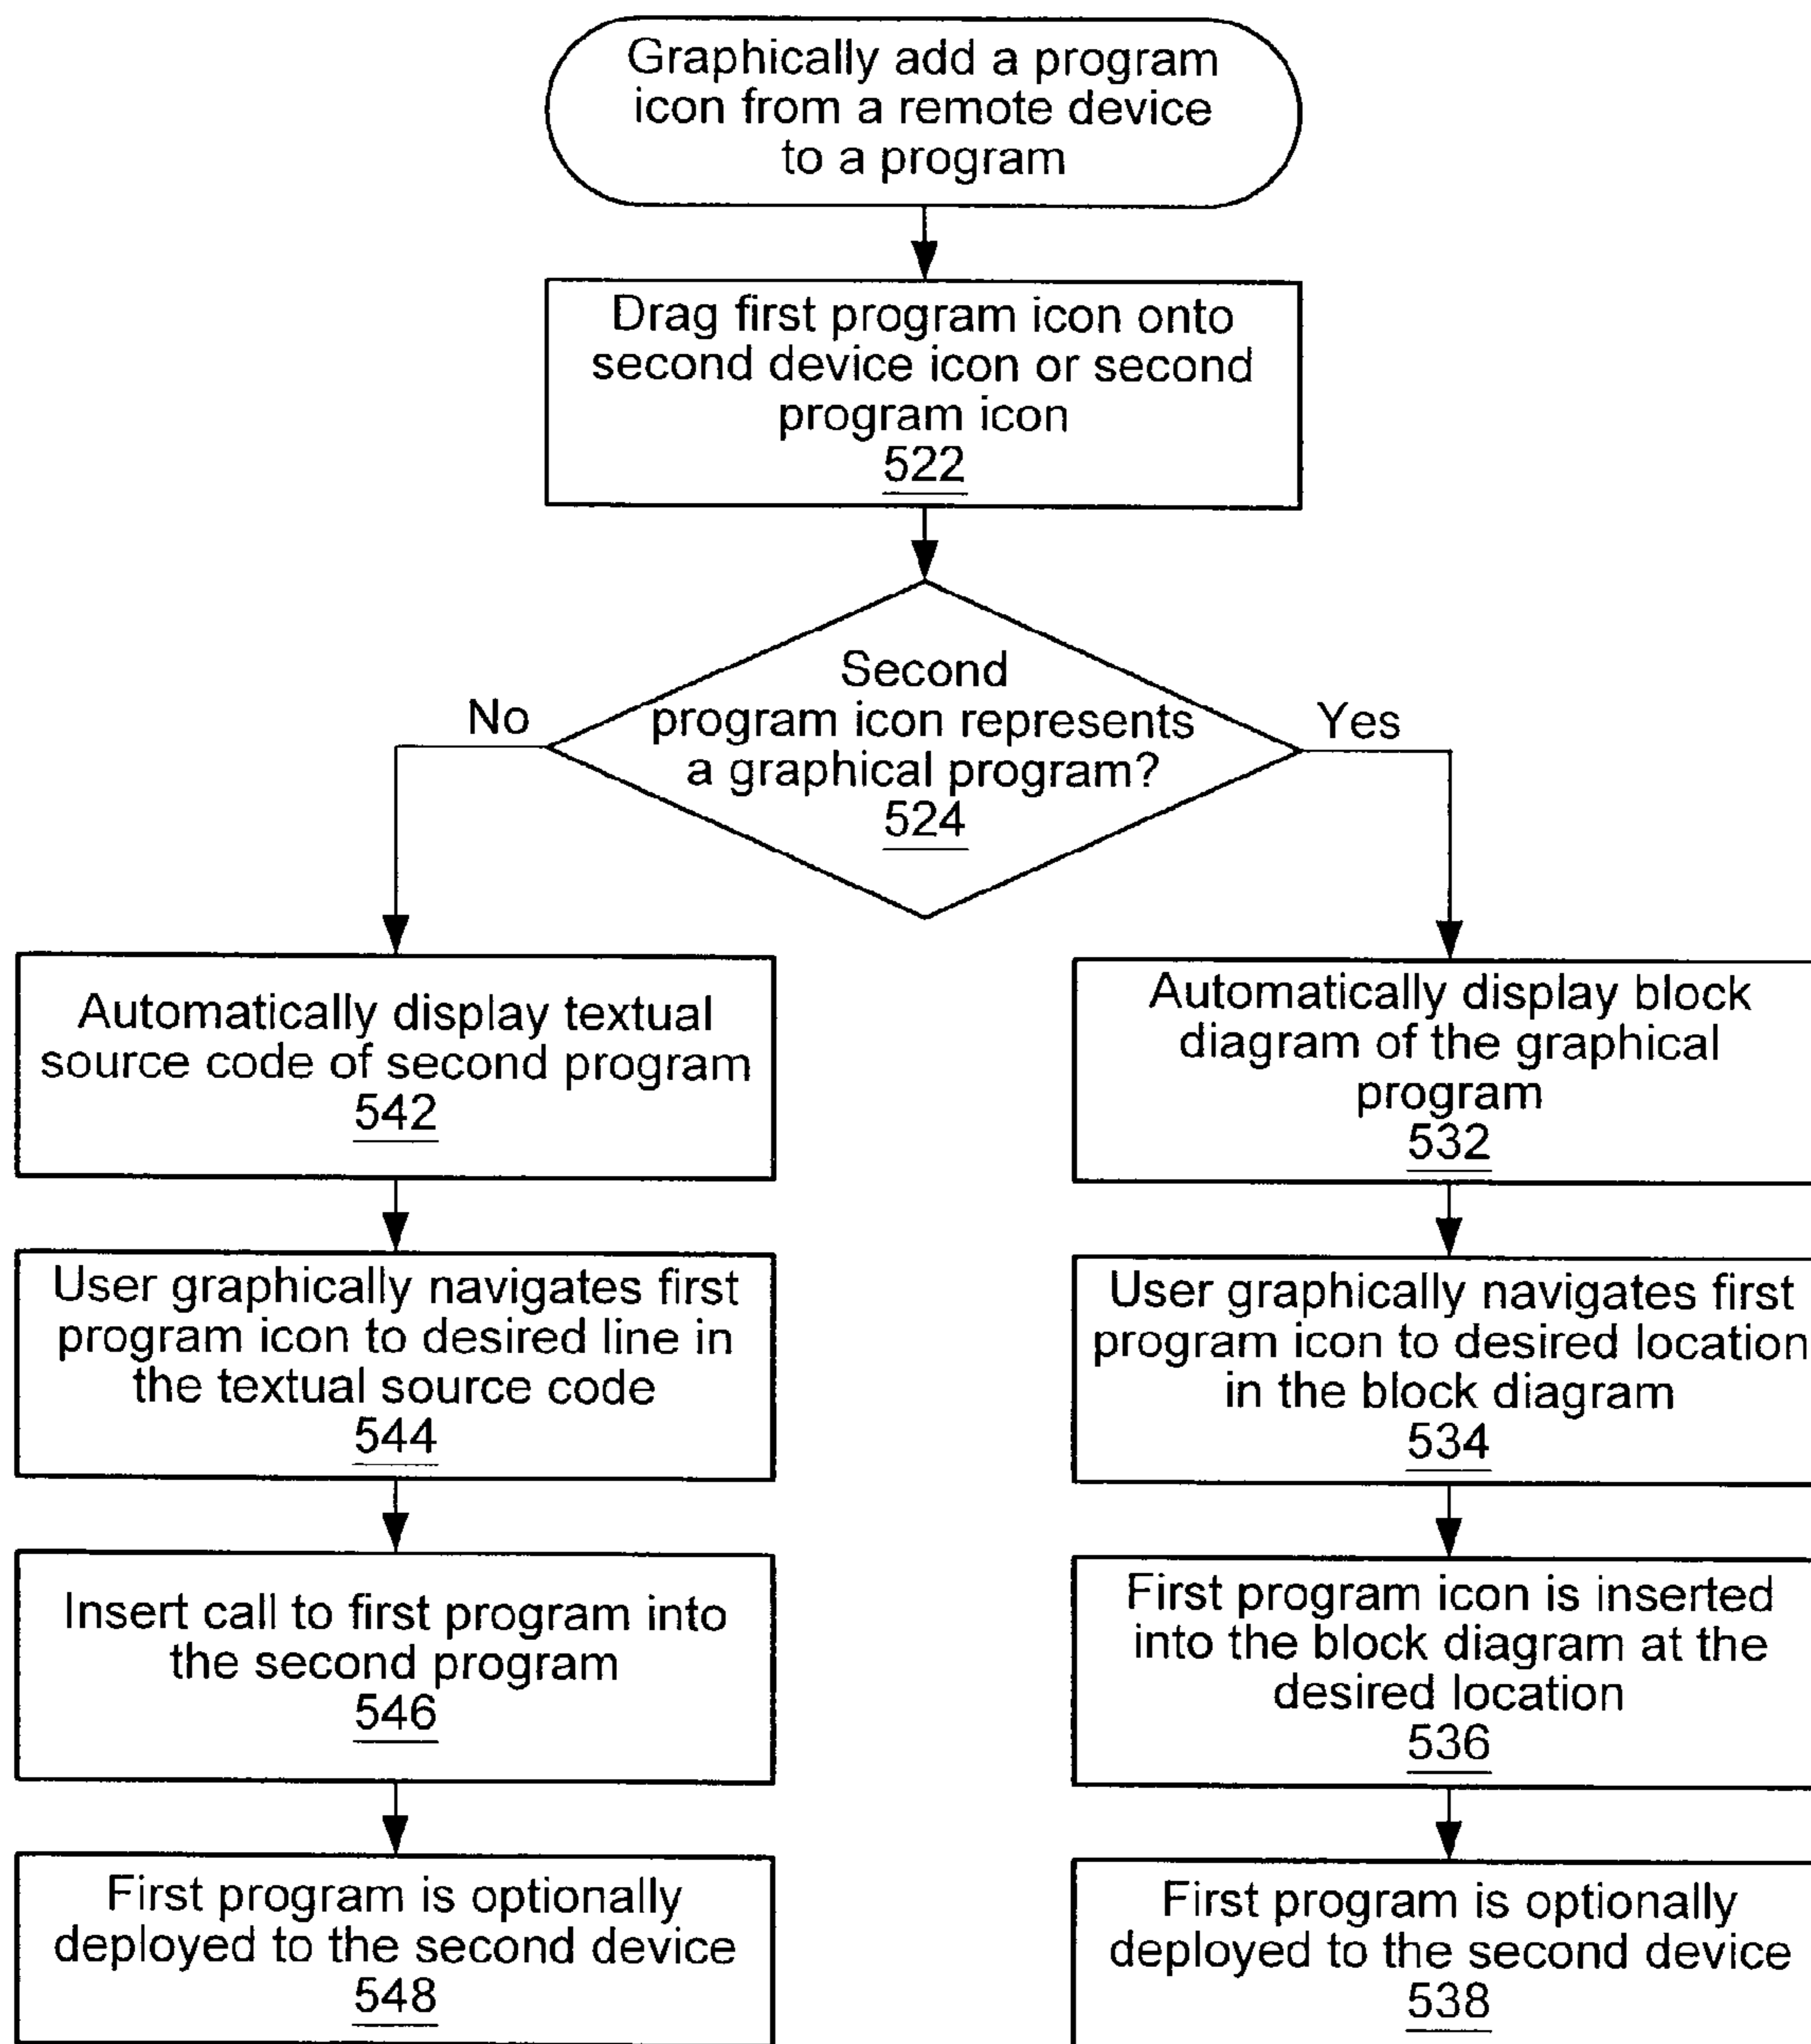 Graphically add a program
icon from a remote device
to a program
Drag first program icon onto
second device icon or second
program icon
522
Second
program icon represents
a graphical program?
524
No
Yes
Automatically display textual
source code of second program
542
User graphically navigates first
program icon to desired line in
the textual source code
544
Insert call to first program into
the second program
546
First program is optionally
deployed to the second device
548
Automatically display block
diagram of the graphical
program
532
User graphically navigates first
program icon to desired location
in the block diagram
534
First program icon is inserted
into the block diagram at the
desired location
536
First program is optionally
deployed to the second device
538